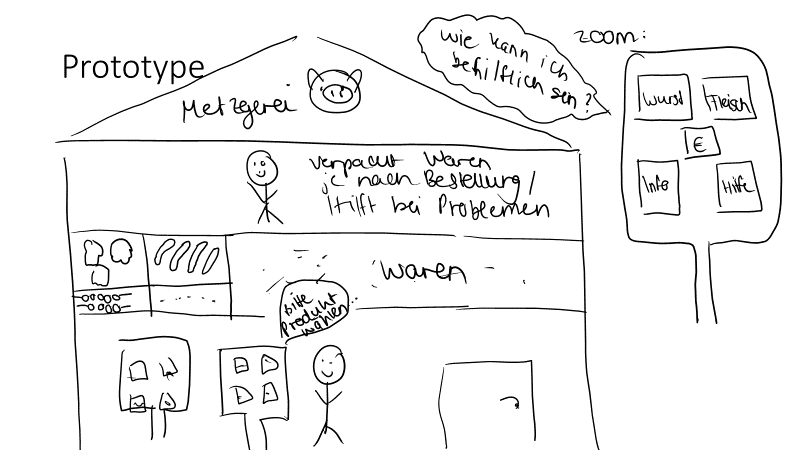 Prototype
Metzgerei
wie kann ich
behilflich
sein?
zoom:
Wurst
Fleisch
€
Info
Hilfe
verpackt Waren
je nach Bestellung/
Hilft bei Problemen
Waren
Bitte
Produkt
wählen